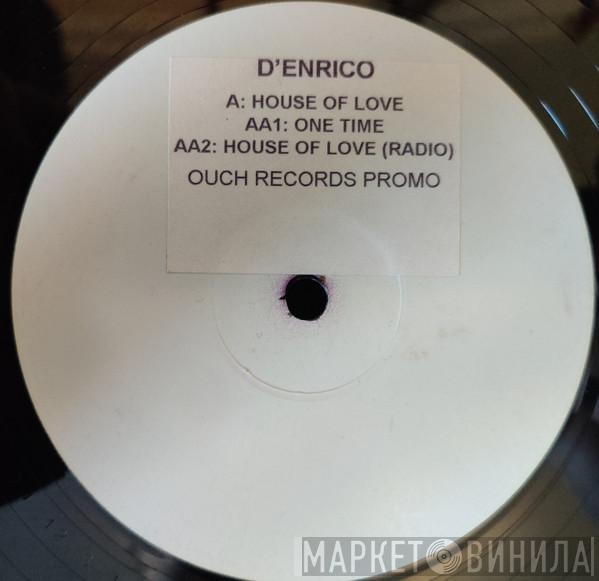 D'ENRICO
A: HOUSE OF LOVE
AA1: ONE TIME
AA2: HOUSE OF LOVE (RADIO)
OUCH RECORDS PROMO
МАРКЕТ ВИНИЛА